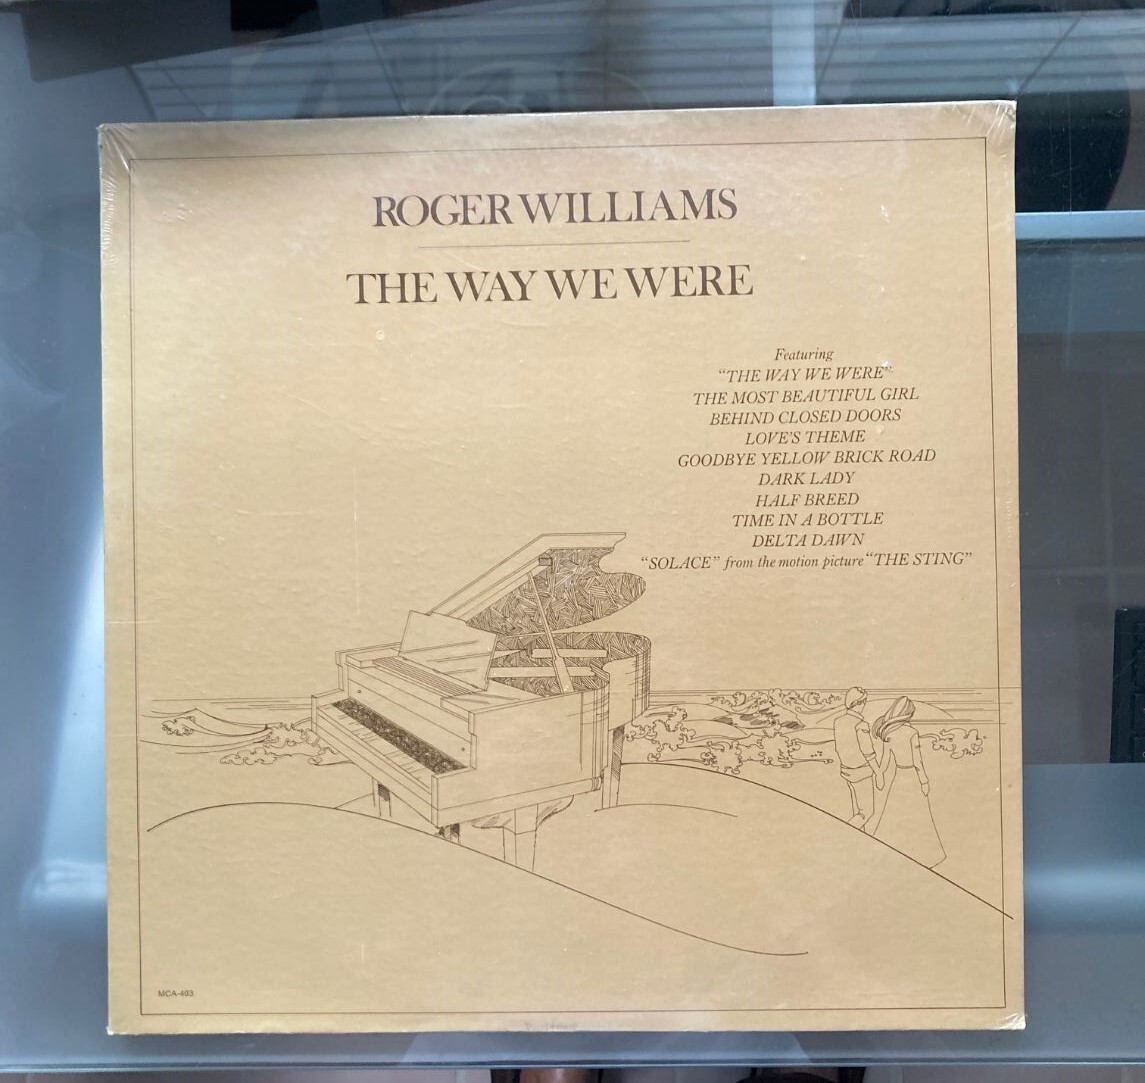 ROGER WILLIAMS
THE WAY WE WERE
Featuring
"THE WAY WE WERE"
THE MOST BEAUTIFUL GIRL
BEHIND CLOSED DOORS
LOVE'S THEME
GOODBYE YELLOW BRICK ROAD
DARK LADY
HALF BREED
TIME IN A BOTTLE
DELTA DAWN
"SOLACE" from the motion picture "THE STING"
MCA-403